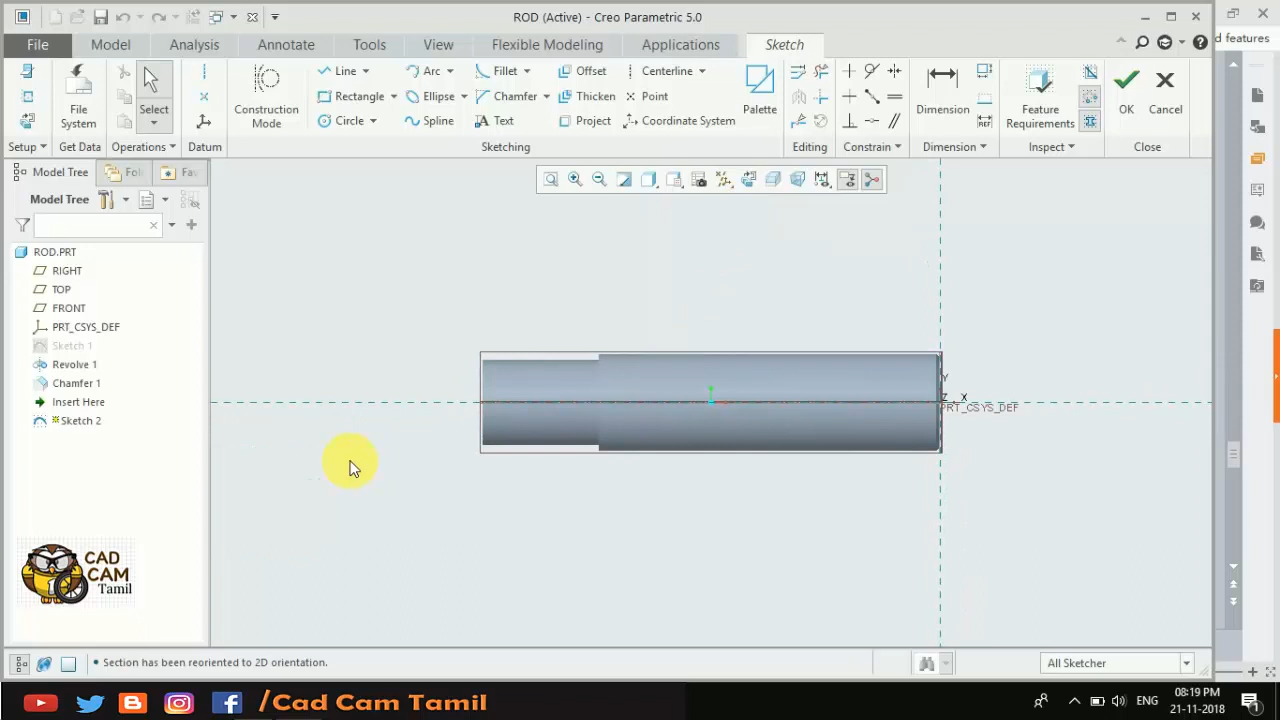 ROD (Active) - Creo Parametric 5.0
File Model Analysis Annotate Tools View Flexible Modeling Applications Sketch
d features
File System
Select
Construction Mode
Line Arc Fillet Offset Centerline
Rectangle Ellipse Chamfer Thicken Point
Circle Spline Text Project Coordinate System
Palette
Dimension
Feature Requirements
OK Cancel
Setup Get Data Operations Datum Sketching Editing Constrain Dimension Inspect Close
Model Tree Fol Fav
Model Tree
ROD.PRT
RIGHT
TOP
FRONT
PRT_CSYS_DEF
Sketch 1
Revolve 1
Chamfer 1
Insert Here
Sketch 2
Y
Z X
PRT_CSYS_DEF
CAD
CAM
Tamil
Section has been reoriented to 2D orientation.
All Sketcher
/Cad Cam Tamil
ENG
08:19 PM
21-11-2018
1